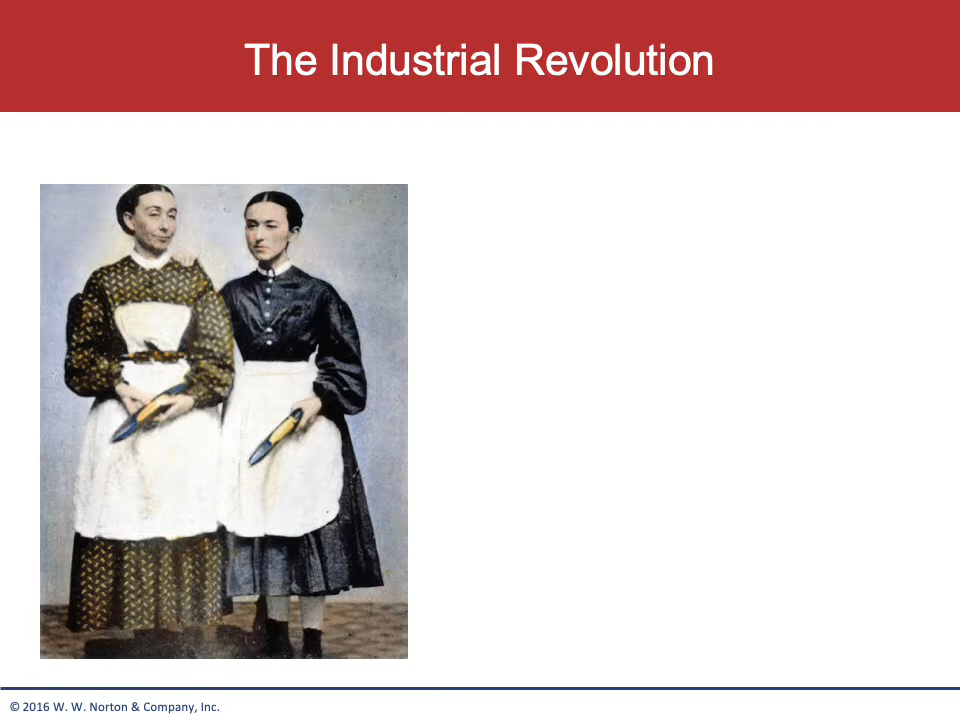 The Industrial Revolution
© 2016 W. W. Norton & Company, Inc.